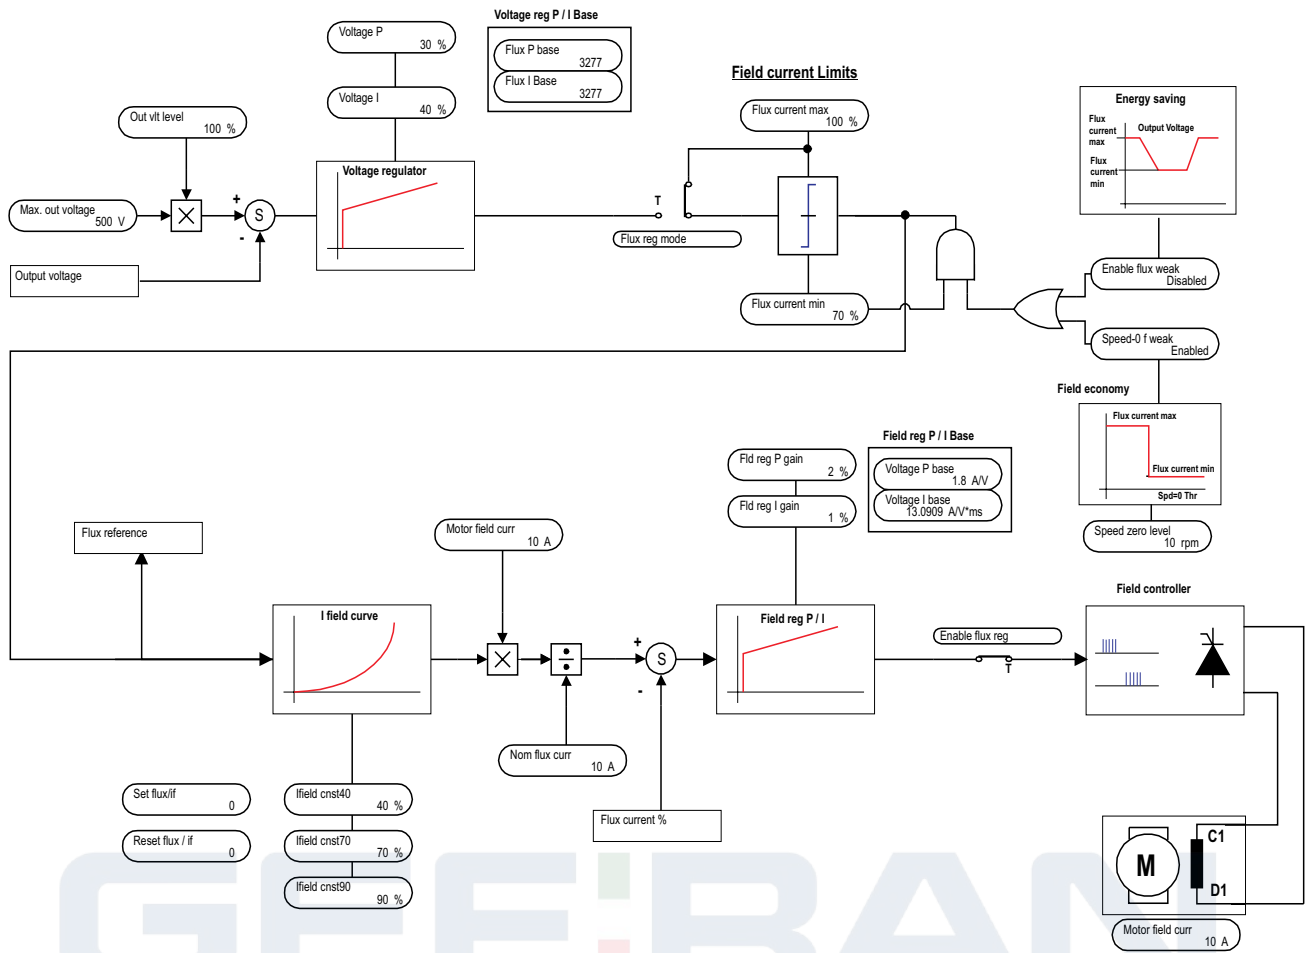 Voltage reg P / I Base
Voltage P
30 %
Flux P base
3277
Flux I Base
3277
Field current Limits
Voltage I
40 %
Flux current max
100 %
Energy saving
Flux current max
Output Voltage
Flux current min
Out vlt level
100 %
Voltage regulator
Max. out voltage
500 V
+
S
-
T
Flux reg mode
Output voltage
Enable flux weak
Disabled
Flux current min
70 %
Speed-0 f weak
Enabled
Field economy
Flux current max
Flux current min
Spd=0 Thr
Speed zero level
10 rpm
Field reg P / I Base
Fld reg P gain
2 %
Voltage P base
1.8 A/V
Fld reg I gain
1 %
Voltage I base
13.0909 A/V*ms
Flux reference
Motor field curr
10 A
Field controller
I field curve
Field reg P / I
+
S
-
Enable flux reg
T
Nom flux curr
10 A
Set flux/if
0
Ifield cnst40
40 %
Flux current %
Reset flux / if
0
Ifield cnst70
70 %
Ifield cnst90
90 %
M
C1
D1
Motor field curr
10 A
GEFRAN